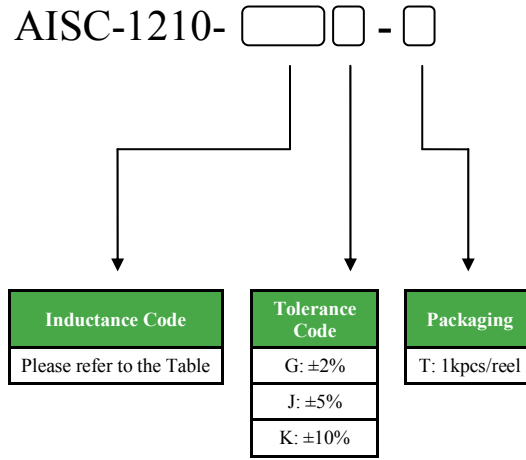 AISC-1210- -
Inductance Code
Please refer to the Table
Tolerance
Code
G: ±2%
J: ±5%
K: ±10%
Packaging
T: 1kpcs/reel